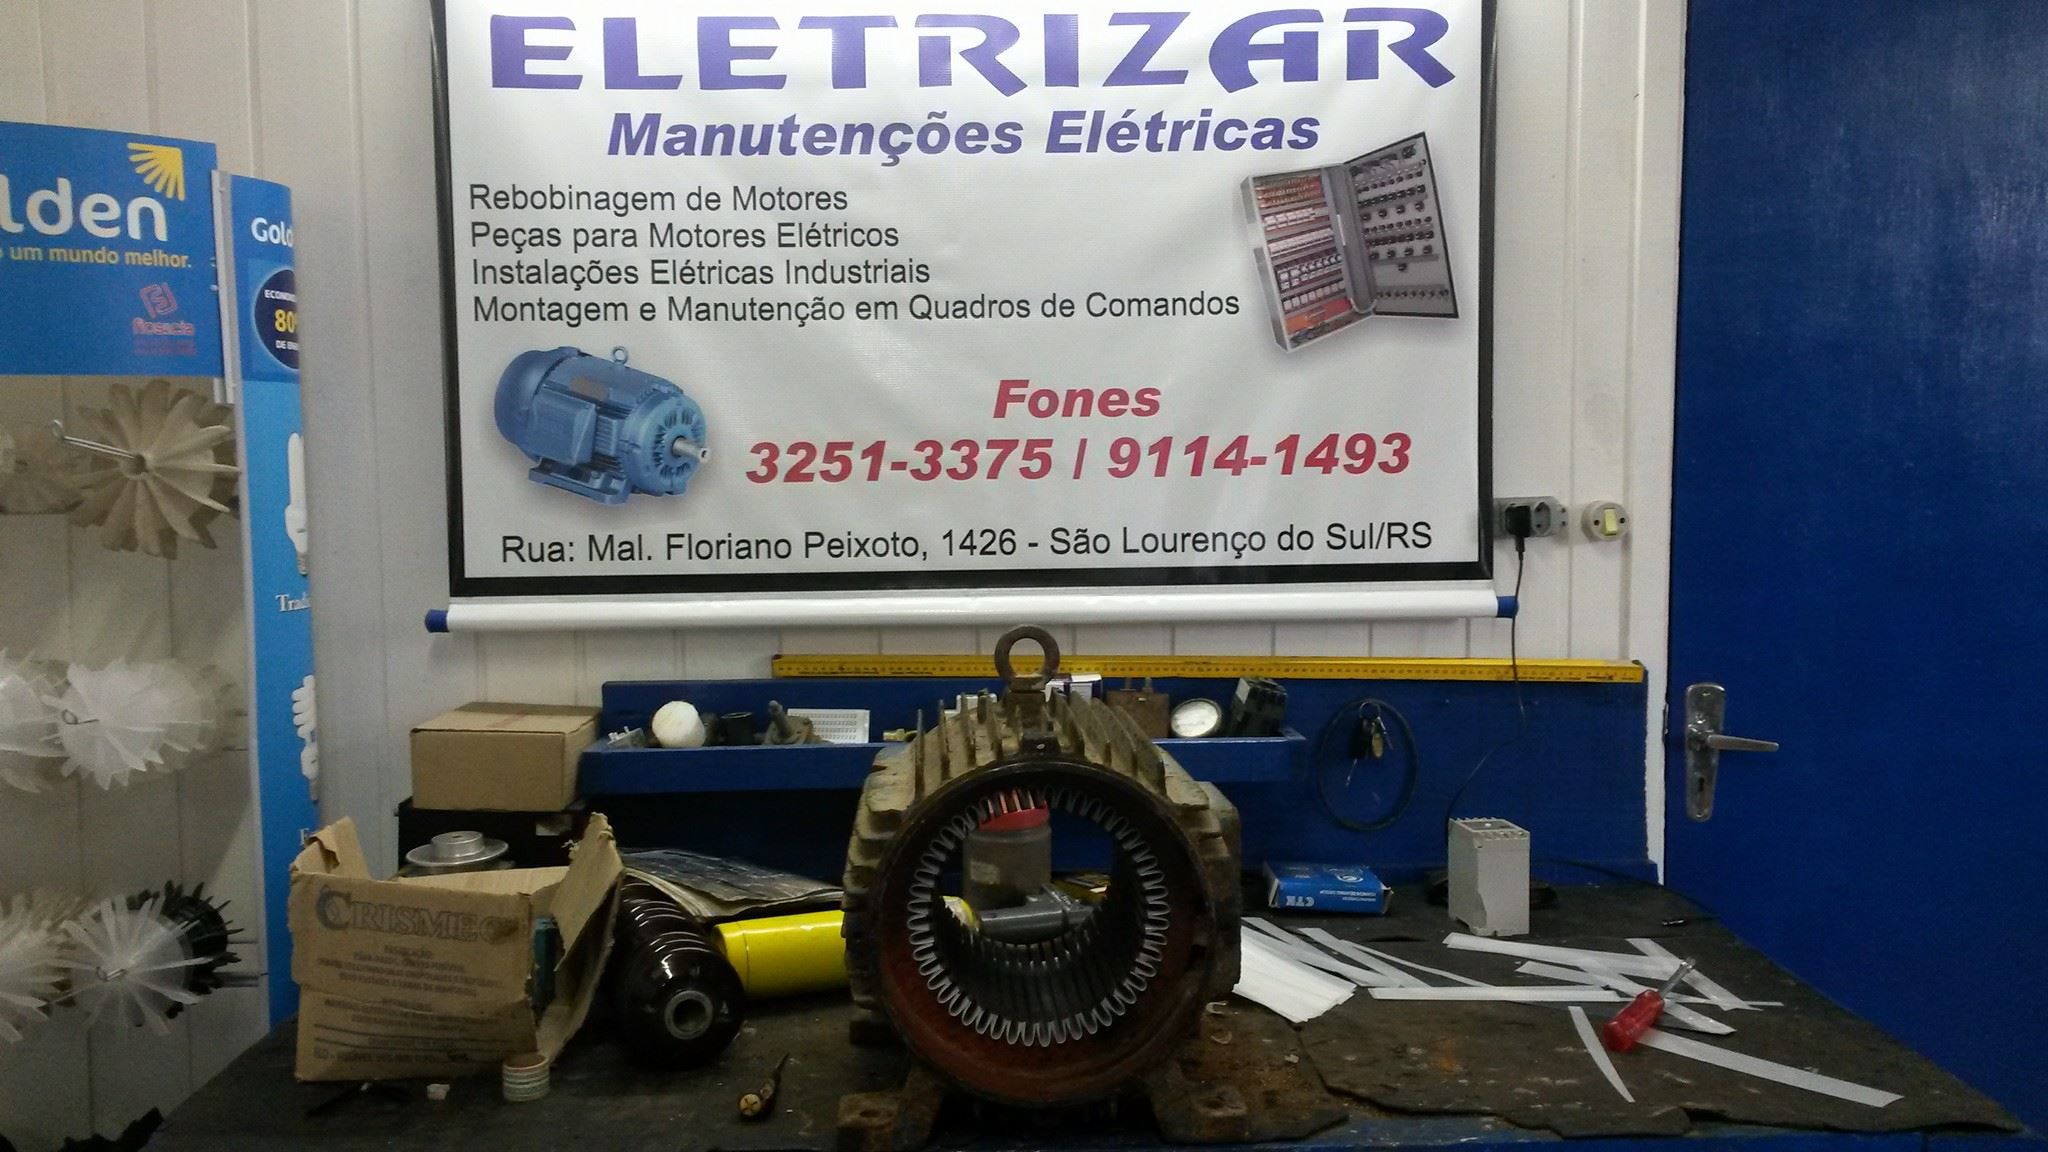 ELETRIZAR
Manutenções Elétricas
Rebobinagem de Motores
Peças para Motores Elétricos
Instalações Elétricas Industriais
Montagem e Manutenção em Quadros de Comandos
Fones
3251-3375 / 9114-1493
Rua: Mal. Floriano Peixoto, 1426 - São Lourenço do Sul/RS
lden
um mundo melhor.
Gold
80
DE
CRISMEC